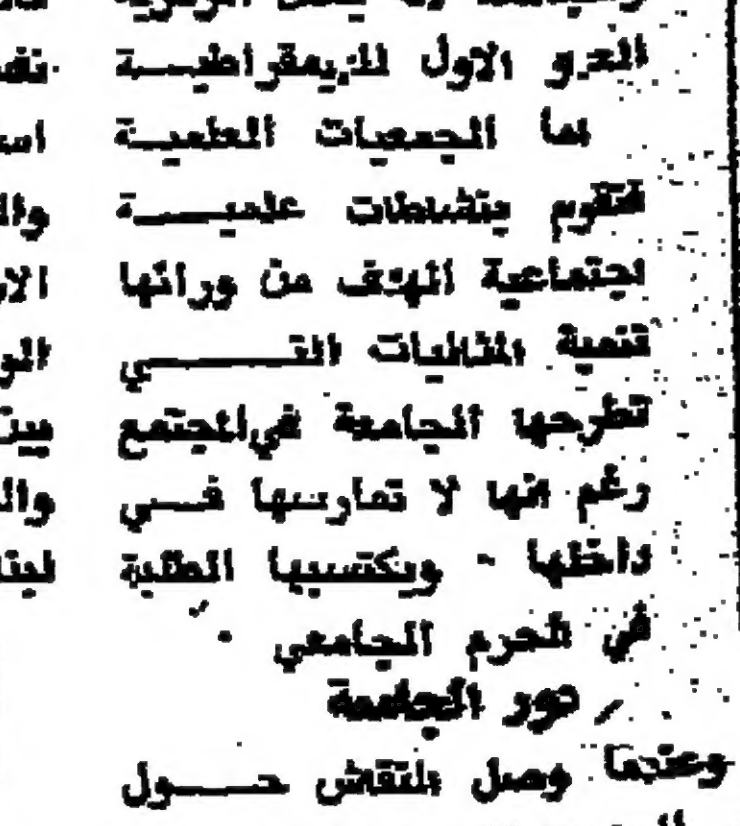 العدو الاول للديمقراطية
اما الجمعيات العلمية
فتقوم بنشاطات علمية
اجتماعية الهدف من ورائها
تنمية المثاليات التي
تطرحها الجامعة في المجتمع
رغم انها لا تمارسها في
داخلها . ويكتسبها الطلبة
في الحرم الجامعي .
دور الجامعة
وعندما وصل النقاش حول